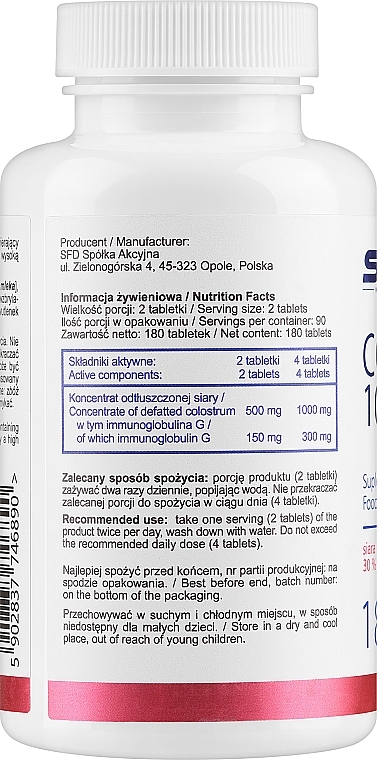 Producent / Manufacturer:
SFD Spółka Akcyjna
ul. Zielonogórska 4, 45-323 Opole, Polska
Informacja żywieniowa / Nutrition Facts
Wielkość porcji: 2 tabletki / Serving size: 2 tablets
Ilość porcji w opakowaniu / Servings per container: 90
Zawartość netto: 180 tabletek / Net content: 180 tablets
Składniki aktywne: 2 tabletki 4 tabletki
Active components: 2 tablets 4 tablets
Koncentrat odtłuszczonej siary /
Concentrate of defatted colostrum 500 mg 1000 mg
w tym immunoglobulina G /
of which immunoglobulin G 150 mg 300 mg
Zalecany sposób spożycia: porcję produktu (2 tabletki)
zażywać dwa razy dziennie, popijając wodą. Nie przekraczać
zalecanej porcji do spożycia w ciągu dnia (4 tabletki).
Recommended use: take one serving (2 tablets) of the
product twice per day, wash down with water. Do not exceed
the recommended daily dose (4 tablets).
Najlepiej spożyć przed końcem, nr partii produkcyjnej: na
spodzie opakowania. / Best before end, batch number:
on the bottom of the packaging.
Przechowywać w suchym i chłodnym miejscu, w sposób
niedostępny dla małych dzieci. / Store in a dry and cool
place, out of reach of young children.
5 902837 746890 >
wysoką
mleka),
siara
30 %